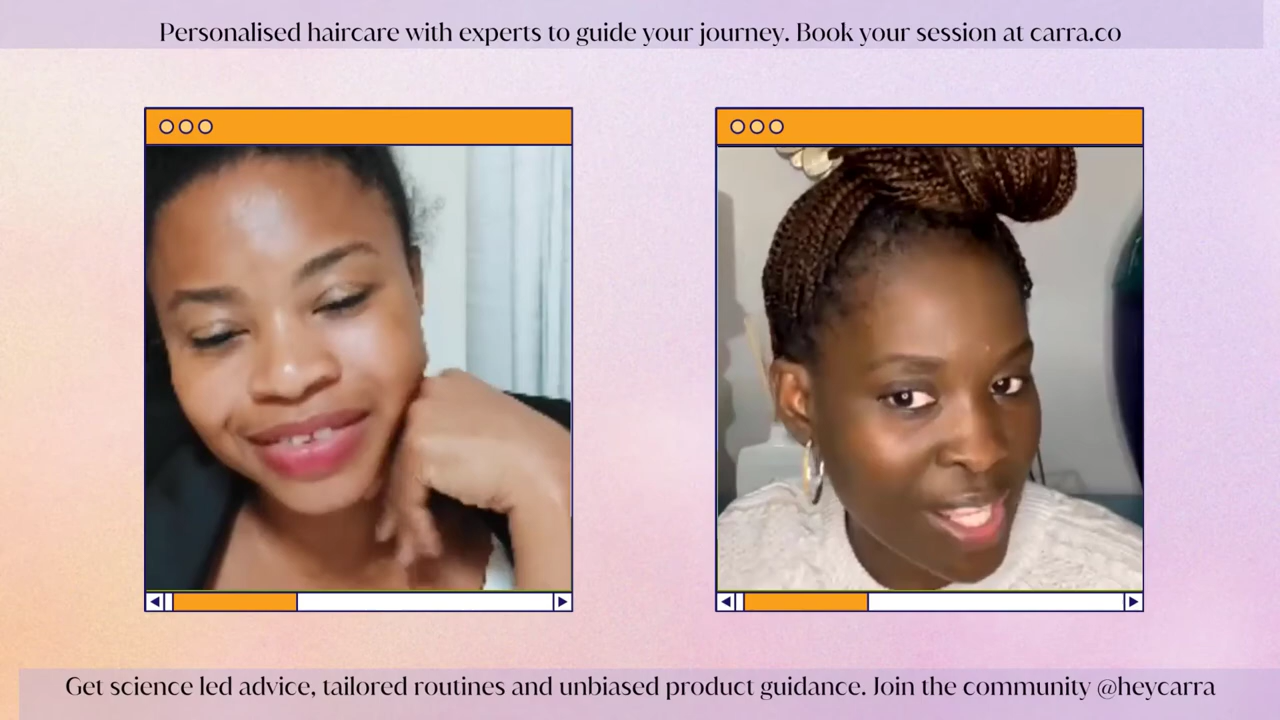 Personalised haircare with experts to guide your journey. Book your session at carra.co
Get science led advice, tailored routines and unbiased product guidance. Join the community @heycarra